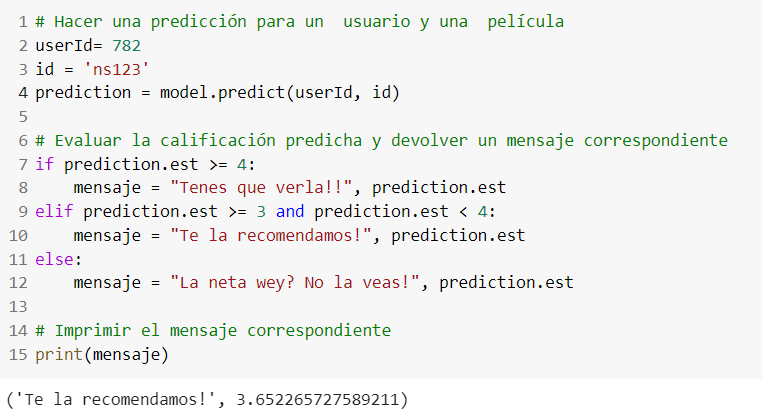 1 # Hacer una predicción para un  usuario y una  película
2 userId= 782
3 id = 'ns123'
4 prediction = model.predict(userId, id)
5
6 # Evaluar la calificación predicha y devolver un mensaje correspondiente
7 if prediction.est >= 4:
8     mensaje = "Tenes que verla!!", prediction.est
9 elif prediction.est >= 3 and prediction.est < 4:
10     mensaje = "Te la recomendamos!", prediction.est
11 else:
12     mensaje = "La neta wey? No la veas!", prediction.est
13
14 # Imprimir el mensaje correspondiente
15 print(mensaje)
('Te la recomendamos!', 3.652265727589211)